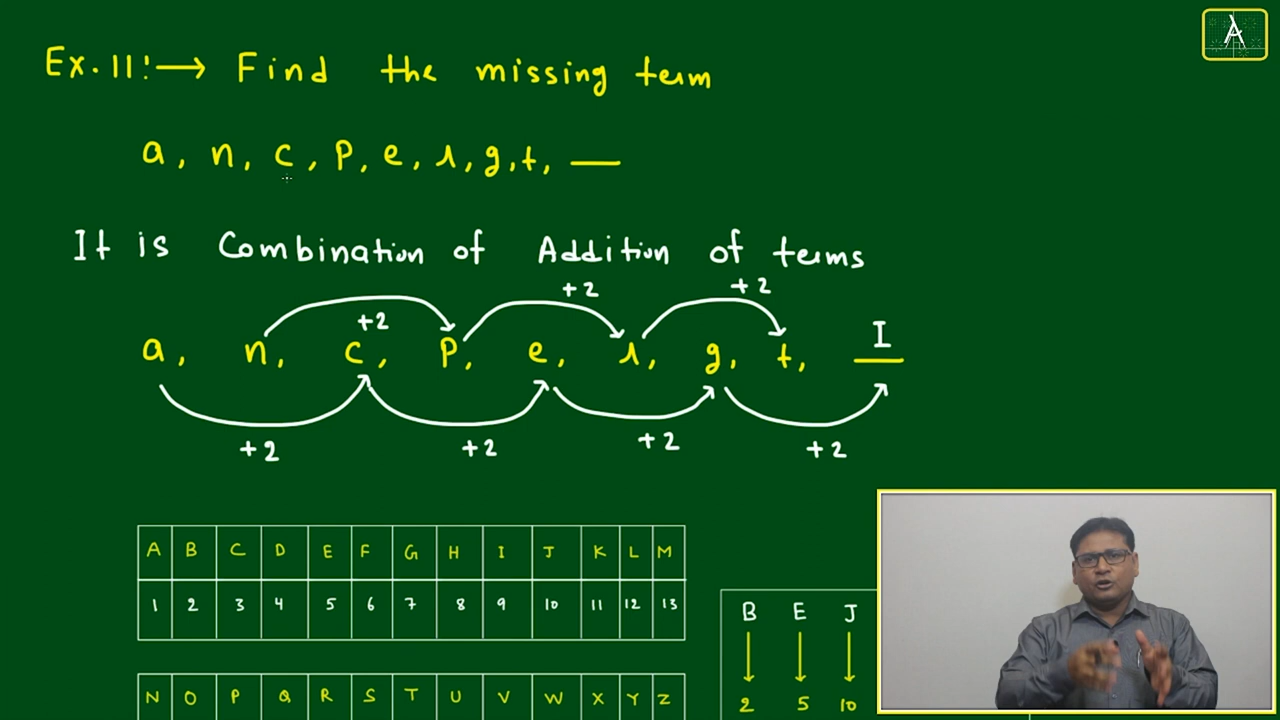 A
Ex. 11:→ Find the missing term
a, n, c, p, e, r, g, t, —
It is Combination of Addition of terms
+2 +2 +2
a, n, c, p, e, r, g, t, I
+2 +2 +2 +2
A B C D E F G H I J K L M
1 2 3 4 5 6 7 8 9 10 11 12 13
B E J
2 5 10
N O P Q R S T U V W X Y Z